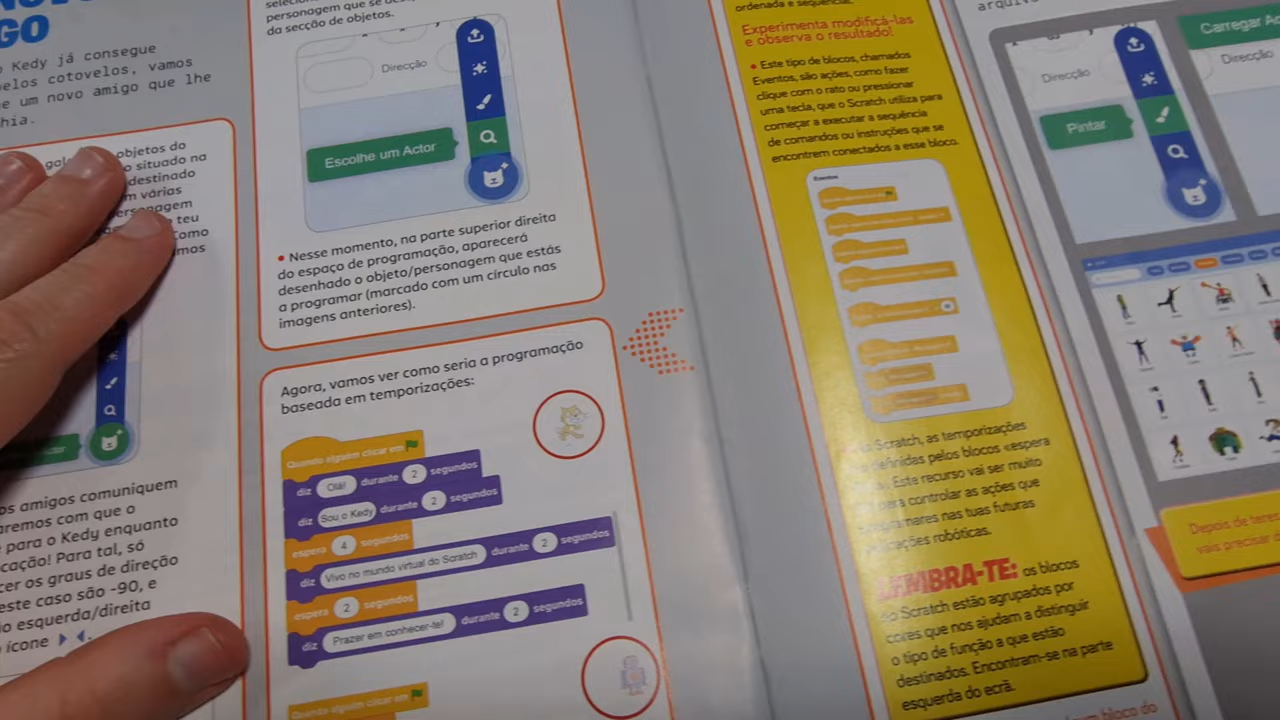 GO
Kedy já consegue
elos cotovelos, vamos
e um novo amigo que lhe
hia.
objetos do
situado na
destinado
m várias
ersonagem
teu
como
mos
os amigos comuniquem
aremos com que o
para o Kedy enquanto
cação! Para tal, só
cer os graus de direção
este caso são -90, e
io esquerda/direita
ícone
personagem que se
da secção de objetos.
Direcção
Escolhe um Actor
• Nesse momento, na parte superior direita
do espaço de programação, aparecerá
desenhado o objeto/personagem que estás
a programar (marcado com um círculo nas
imagens anteriores).
Agora, vamos ver como seria a programação
baseada em temporizações:
Quando alguém clicar em
diz Olá! durante 2 segundos
diz Sou o Kedy durante 2 segundos
espera 4 segundos
diz Vivo no mundo virtual do Scratch durante 2 segundos
espera 2 segundos
diz Prazer em conhecer-te! durante 2 segundos
Quando alguém clicar em
ordenada e sequencial.
Experimenta modificá-las
e observa o resultado!
• Este tipo de blocos, chamados
Eventos, são ações, como fazer
clique com o rato ou pressionar
uma tecla, que o Scratch utiliza para
começar a executar a sequência
de comandos ou instruções que se
encontrem conectados a esse bloco.
Eventos
Scratch, as temporizações
definidas pelos blocos «espera
Este recurso vai ser muito
para controlar as ações que
programares nas tuas futuras
robóticas.
LEMBRA-TE: os blocos
no Scratch estão agrupados por
cores que nos ajudam a distinguir
o tipo de função a que estão
destinados. Encontram-se na parte
esquerda do ecrã.
bloco do
Direcção
Pintar
Carregar
Direcção
Depois de teres
vais precisar